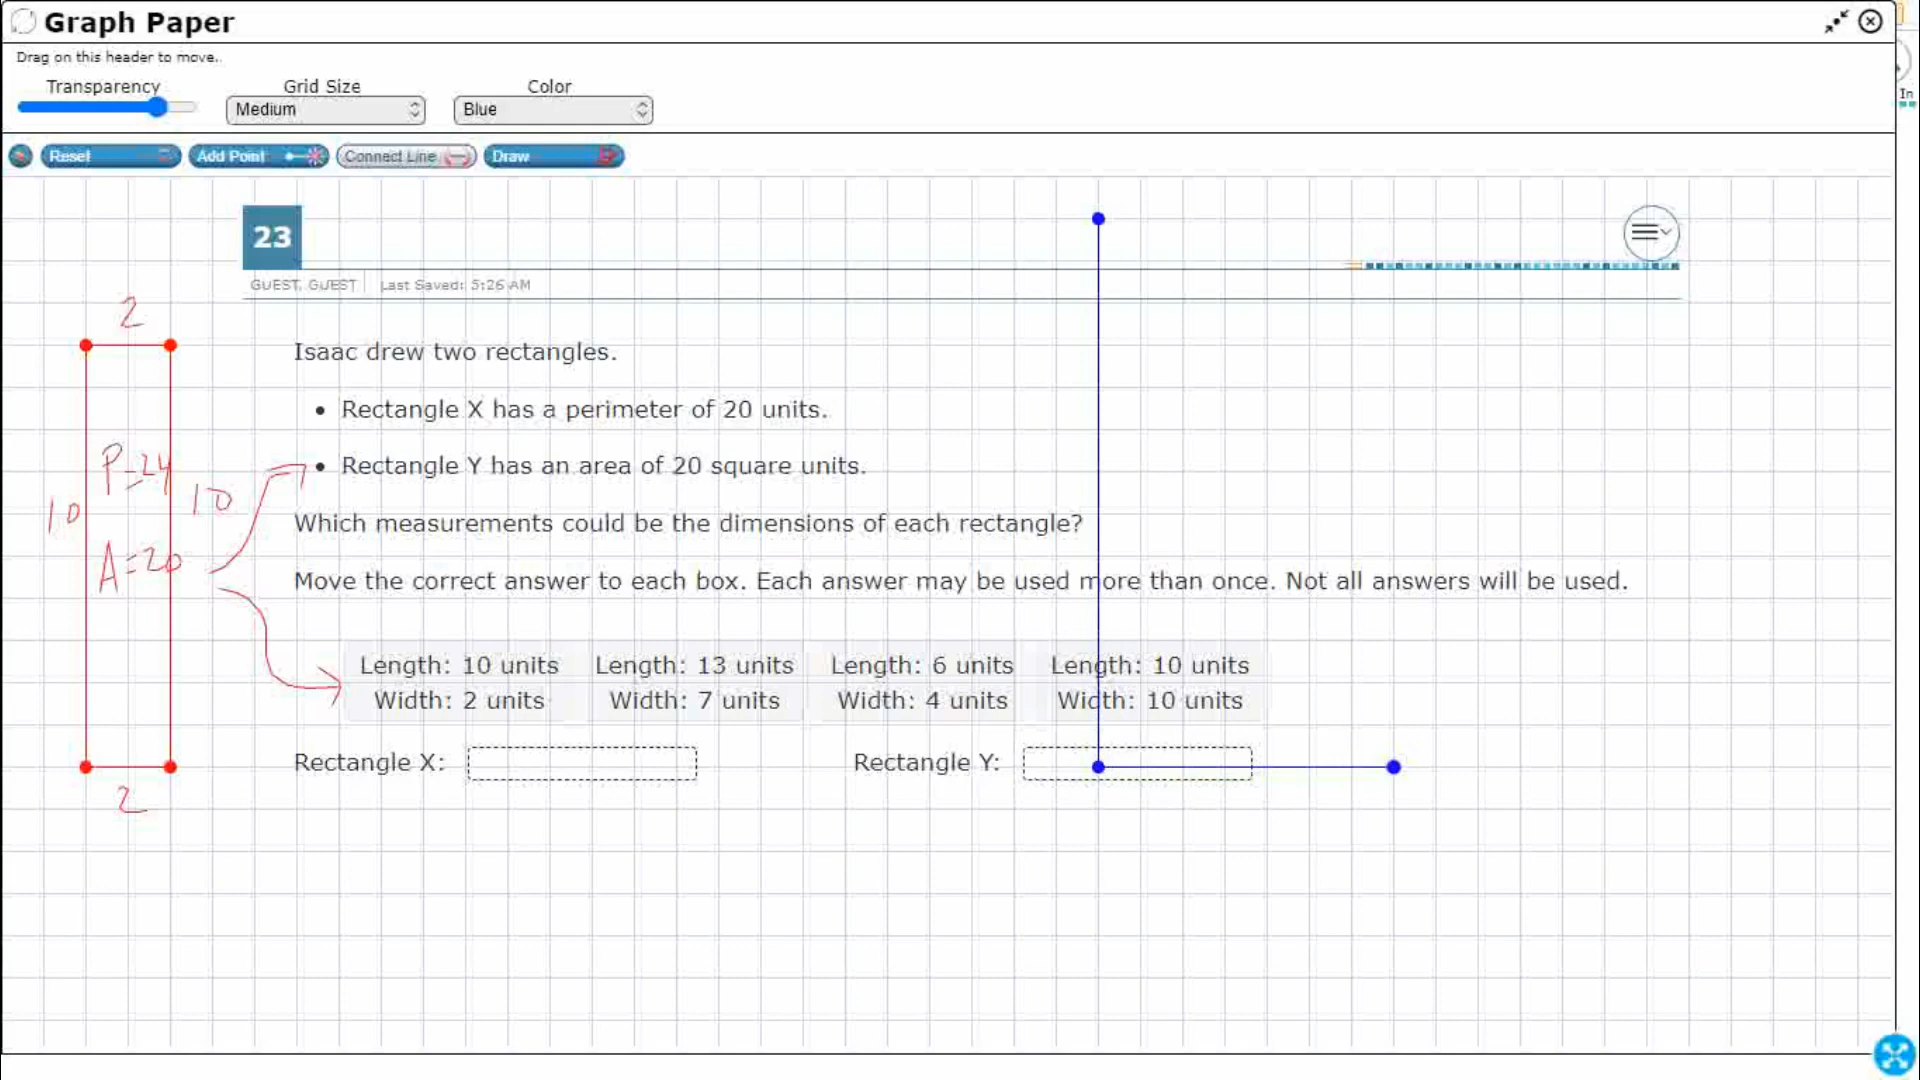 Graph Paper
Drag on this header to move..
Transparency Grid Size Color
Medium Blue
Reset Add Point Connect Line Draw
In
23
GUEST, GUEST Last Saved: 5:26 AM
2
Isaac drew two rectangles.
• Rectangle X has a perimeter of 20 units.
• Rectangle Y has an area of 20 square units.
P=24
10 10
Which measurements could be the dimensions of each rectangle?
A=20
Move the correct answer to each box. Each answer may be used more than once. Not all answers will be used.
Length: 10 units Length: 13 units Length: 6 units Length: 10 units
Width: 2 units Width: 7 units Width: 4 units Width: 10 units
Rectangle X: Rectangle Y:
2